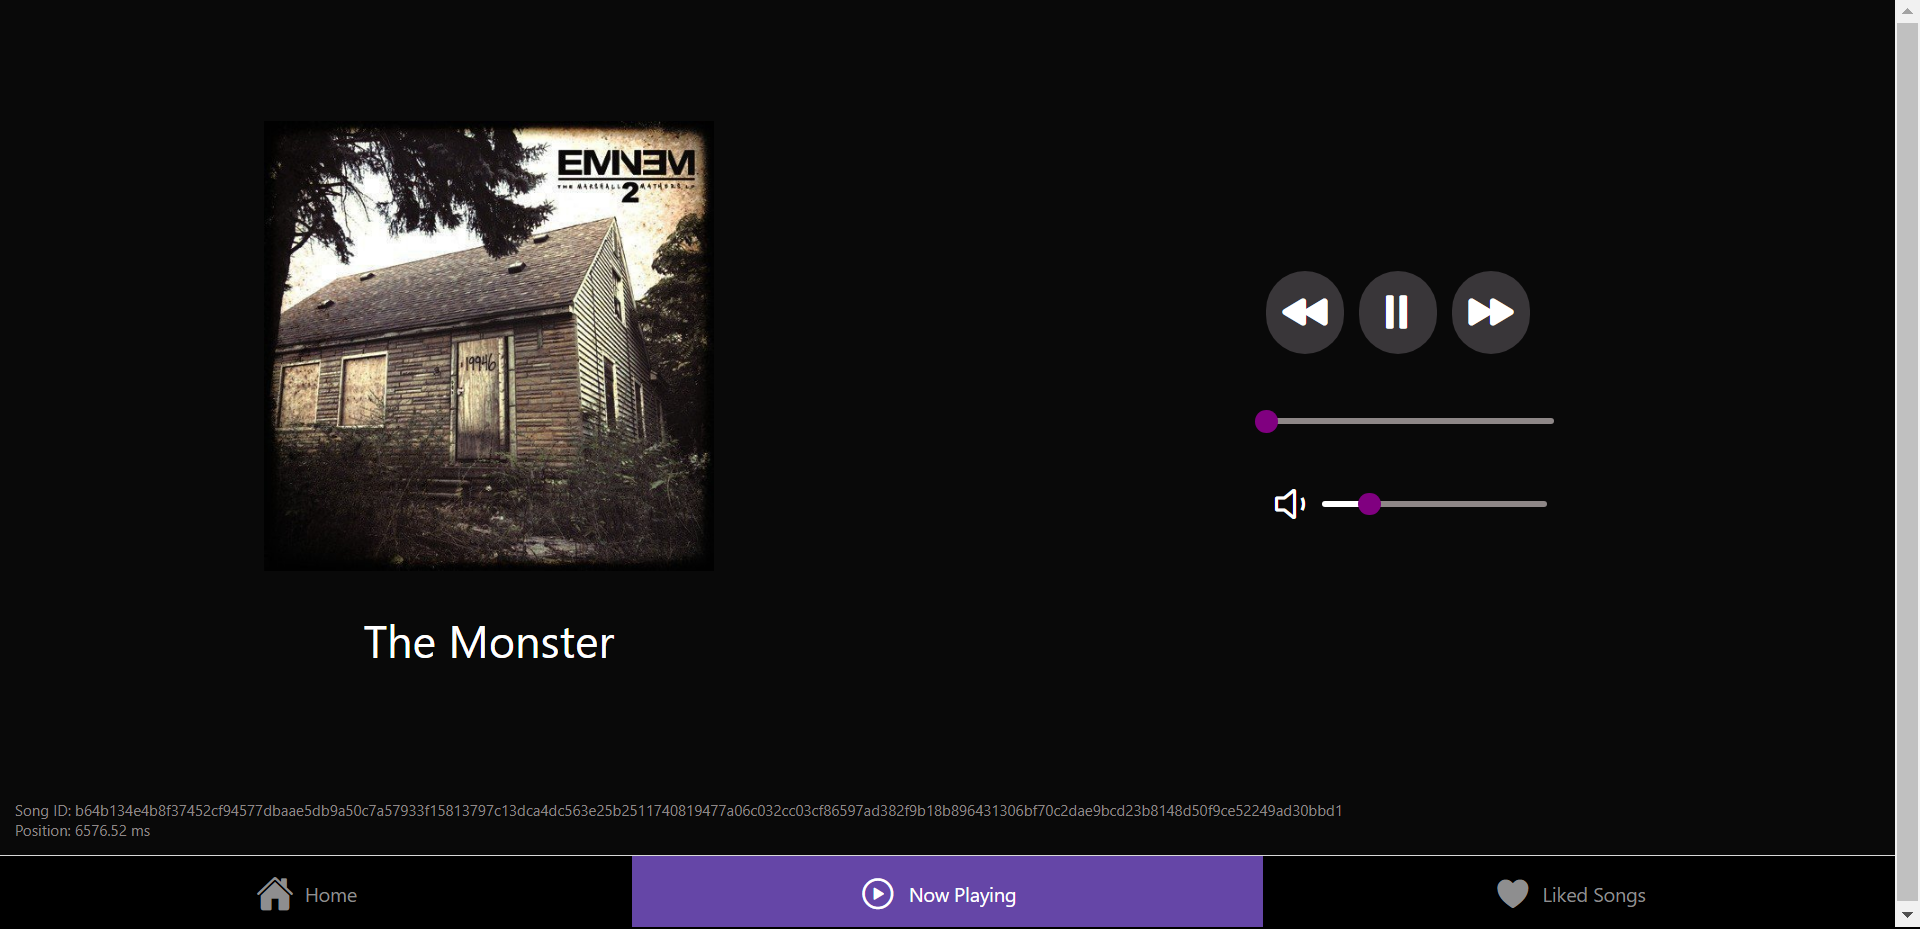 EMINEM
THE MARSHALL MATHERS LP
2
19946
The Monster
Song ID: b64b134e4b8f37452cf94577dbaae5db9a50c7a57933f15813797c13dca4dc563e25b2511740819477a06c032cc03cf86597ad382f9b18b896431306bf70c2dae9bcd23b8148d50f9ce52249ad30bbd1
Position: 6576.52 ms
Home
Now Playing
Liked Songs